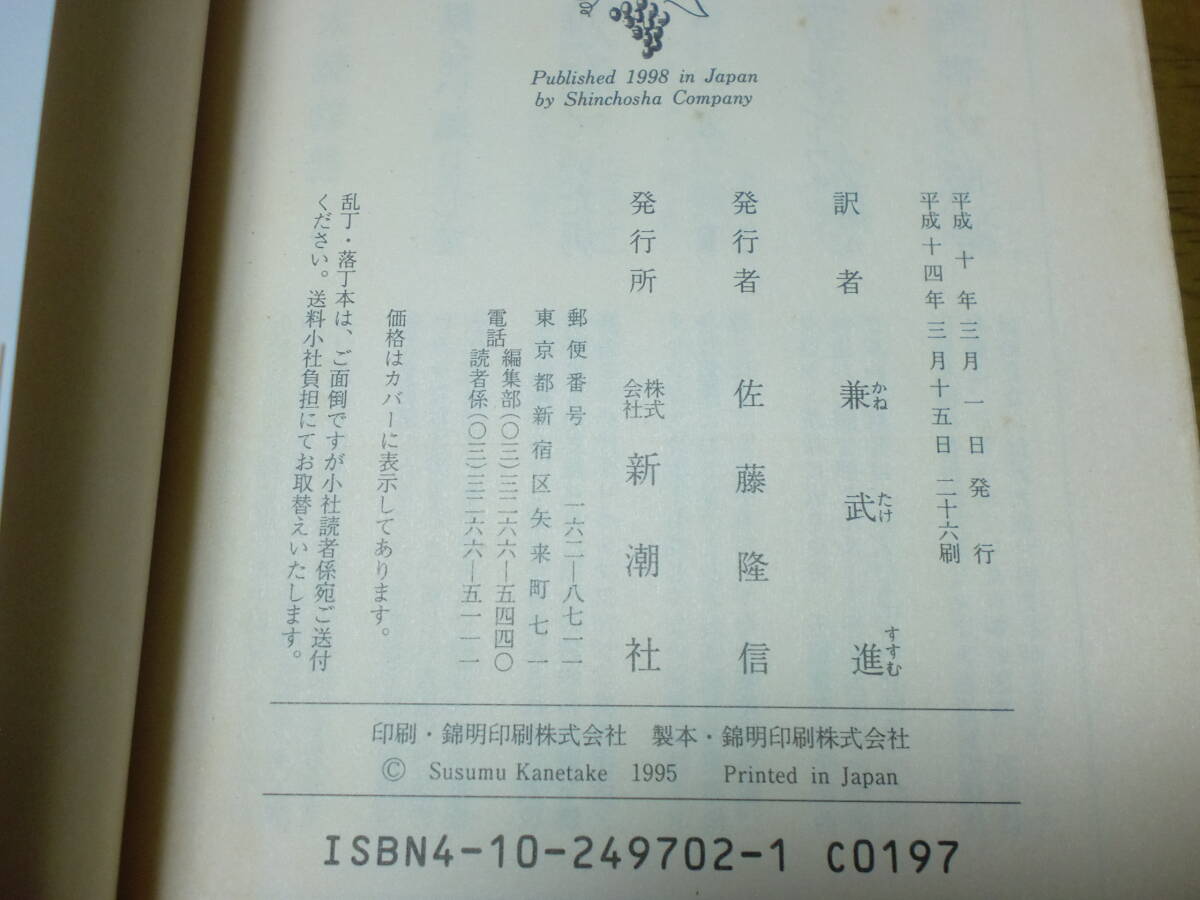 Published 1998 in Japan
by Shinchosha Company
平成十年三月一日発行
平成十四年三月十五日二十六刷
訳者 兼武進
かね たけ すすむ
発行者 佐藤隆信
発行所 株式会社 新潮社
郵便番号 一六二―八七一一
東京都新宿区矢来町七一
電話 編集部(〇三)三二六六―五四四〇
読者係(〇三)三二六六―五一一一
価格はカバーに表示してあります。
乱丁・落丁本は、ご面倒ですが小社読者係宛ご送付
ください。送料小社負担にてお取替えいたします。
印刷・錦明印刷株式会社 製本・錦明印刷株式会社
© Susumu Kanetake 1995 Printed in Japan
ISBN4-10-249702-1 C0197